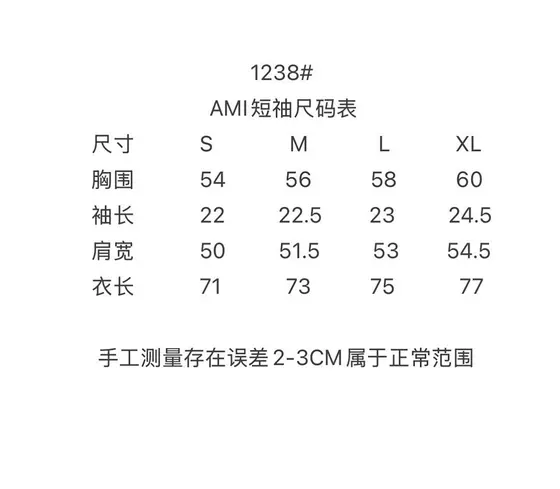 1238#
AMI短袖尺码表
尺寸 S M L XL
胸围 54 56 58 60
袖长 22 22.5 23 24.5
肩宽 50 51.5 53 54.5
衣长 71 73 75 77
手工测量存在误差2-3CM属于正常范围